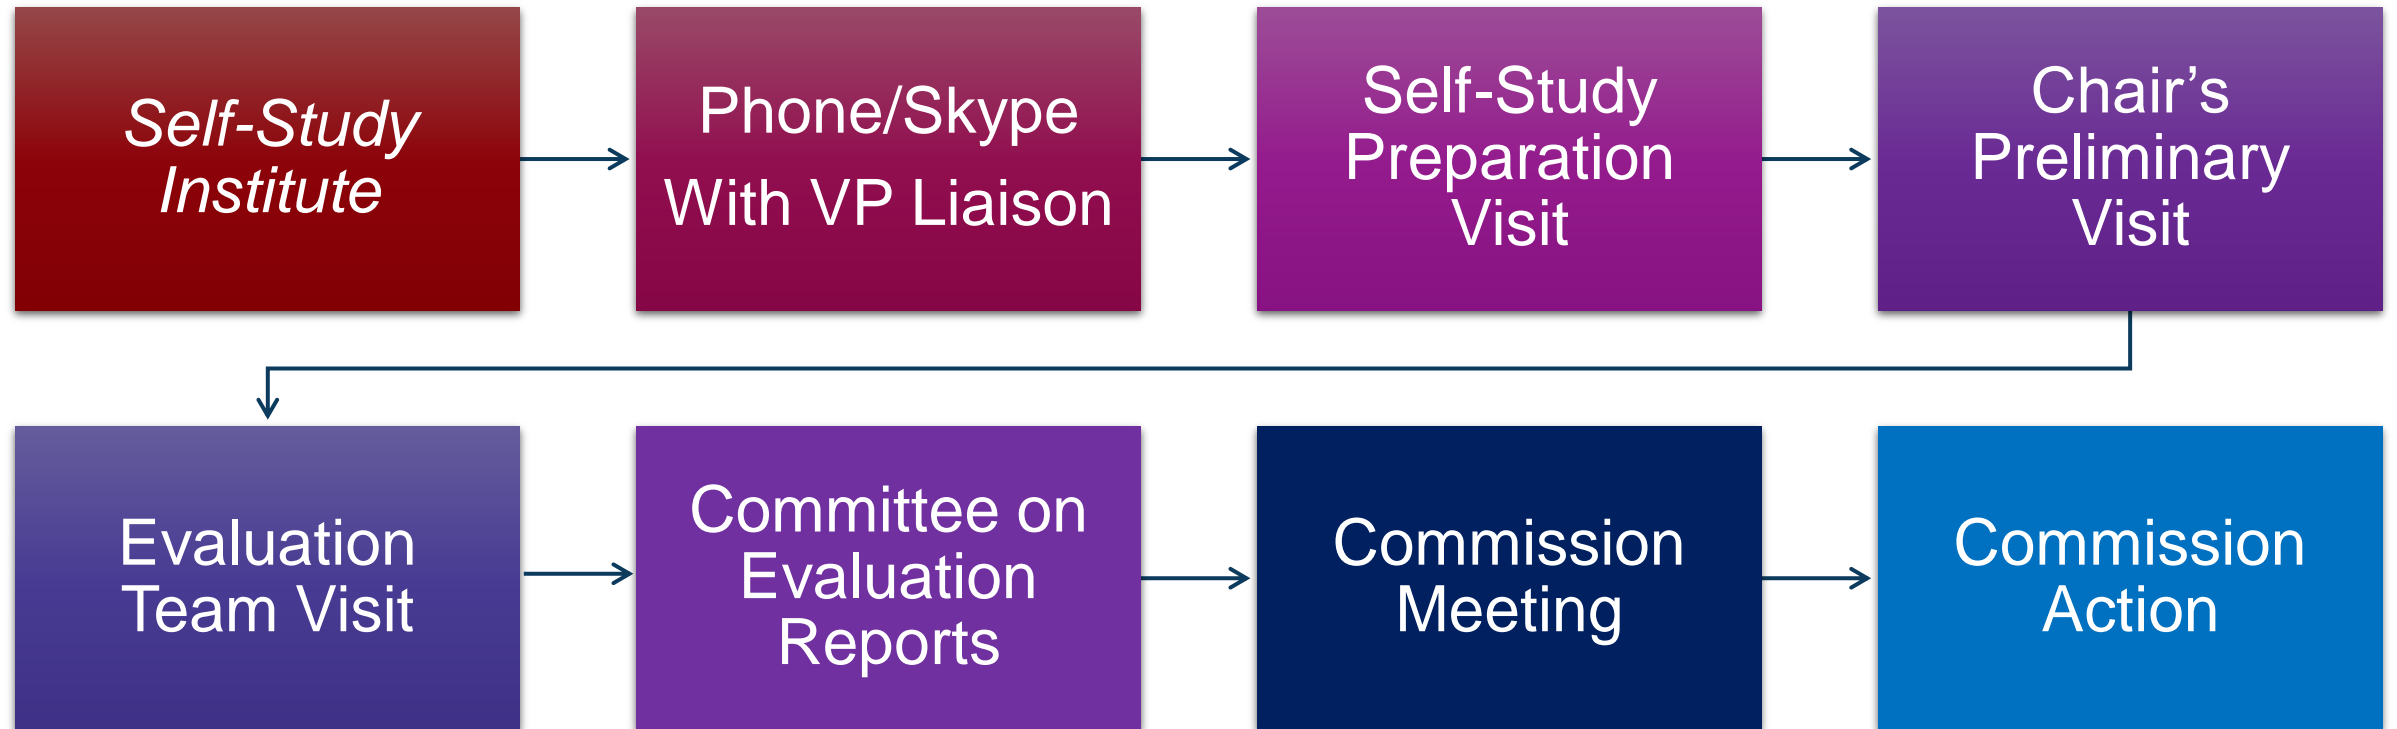 Self-Study
Institute
Phone/Skype
With VP Liaison
Self-Study
Preparation
Visit
Chair’s
Preliminary
Visit
Evaluation
Team Visit
Committee on
Evaluation
Reports
Commission
Meeting
Commission
Action